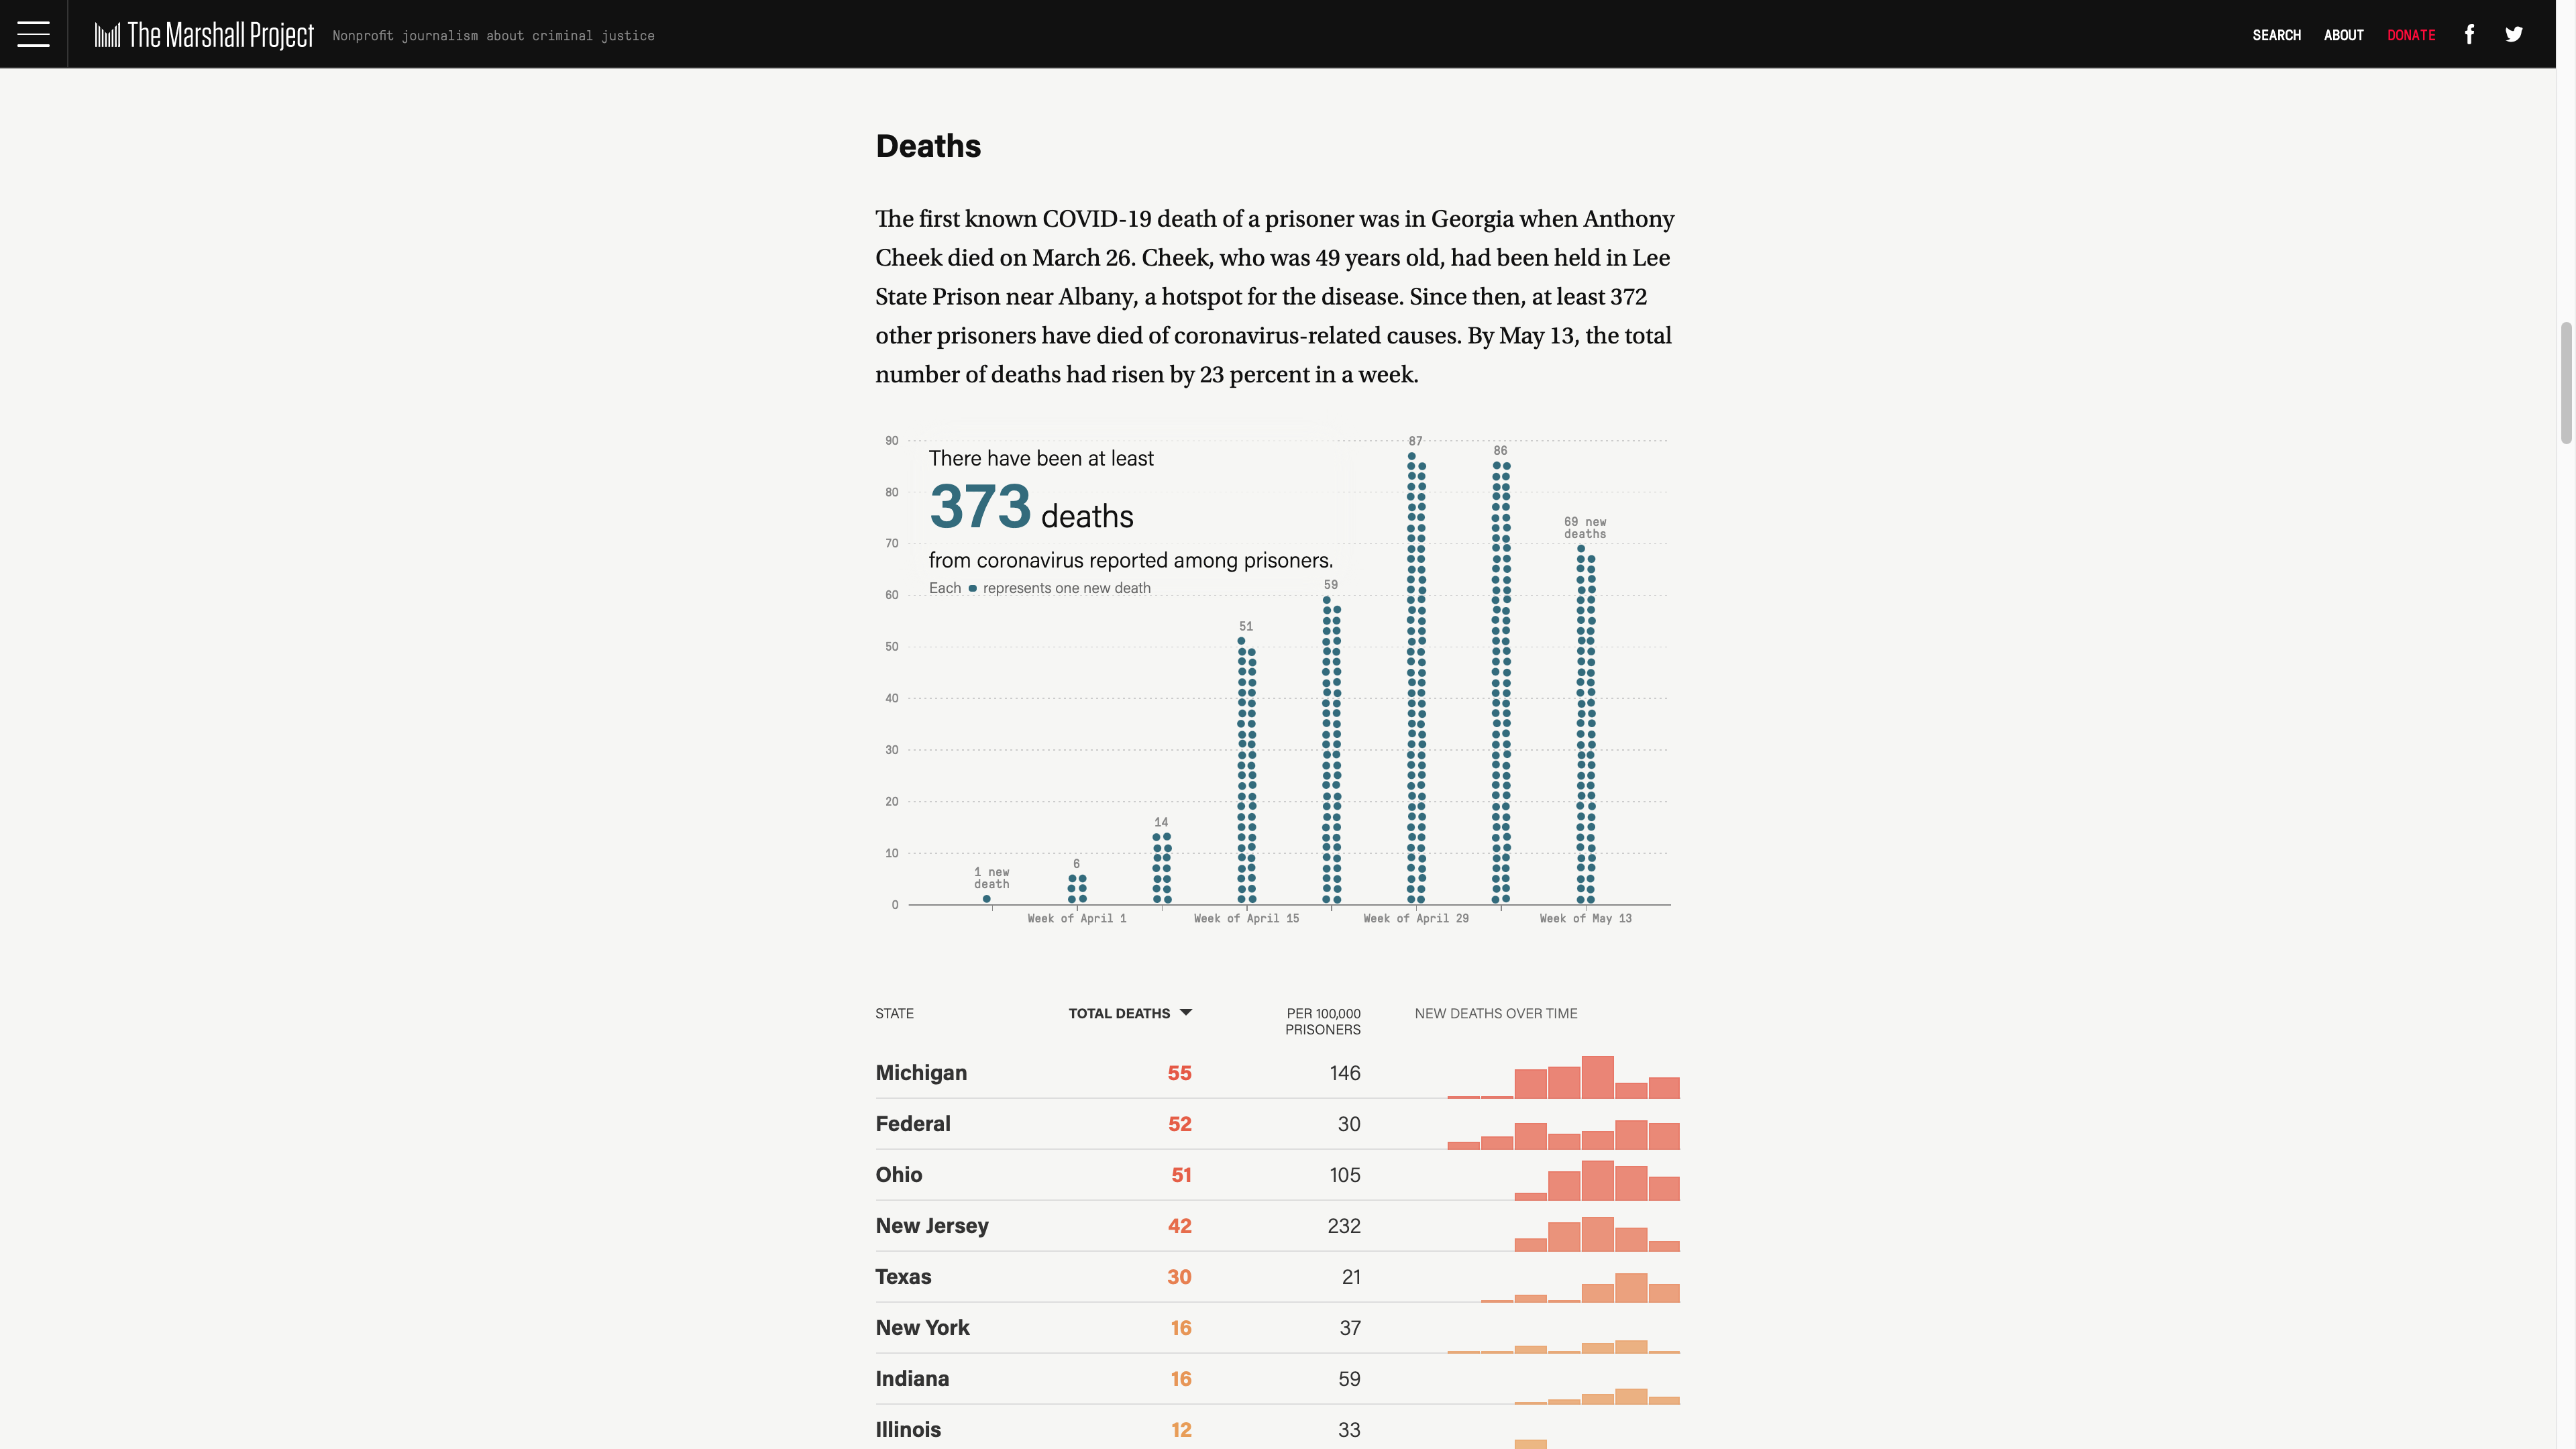 The Marshall Project
Nonprofit journalism about criminal justice
SEARCH
ABOUT
DONATE
Deaths
The first known COVID-19 death of a prisoner was in Georgia when Anthony
Cheek died on March 26. Cheek, who was 49 years old, had been held in Lee
State Prison near Albany, a hotspot for the disease. Since then, at least 372
other prisoners have died of coronavirus-related causes. By May 13, the total
number of deaths had risen by 23 percent in a week.
There have been at least
373 deaths
from coronavirus reported among prisoners.
Each represents one new death
90
80
70
60
50
40
30
20
10
0
1 new
death
6
14
51
59
87
86
69 new
deaths
Week of April 1
Week of April 15
Week of April 29
Week of May 13
STATE TOTAL DEATHS PER 100,000 NEW DEATHS OVER TIME
PRISONERS
Michigan 55 146
Federal 52 30
Ohio 51 105
New Jersey 42 232
Texas 30 21
New York 16 37
Indiana 16 59
Illinois 12 33